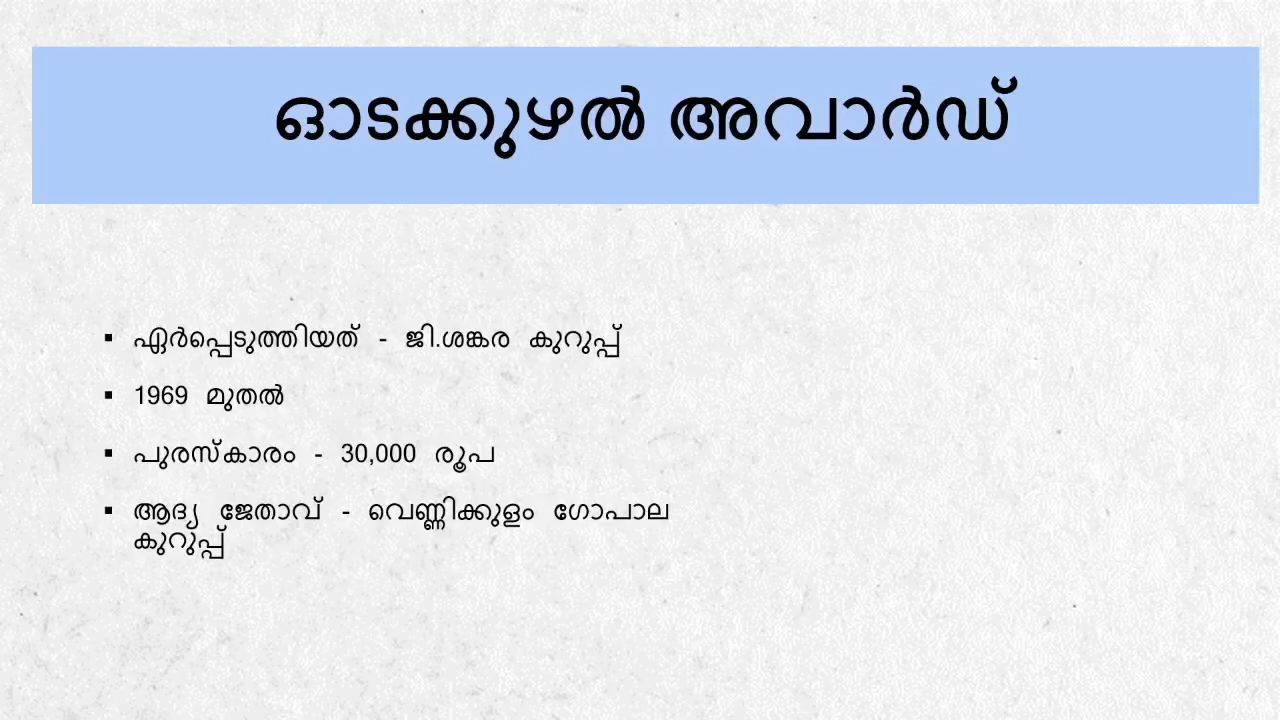 ഓടക്കുഴൽ അവാർഡ്
▪ ഏർപ്പെടുത്തിയത് - ജി.ശങ്കര കുറുപ്പ്
▪ 1969 മുതൽ
▪ പുരസ്കാരം - 30,000 രൂപ
▪ ആദ്യ ജേതാവ് - വെണ്ണിക്കുളം ഗോപാല
കുറുപ്പ്